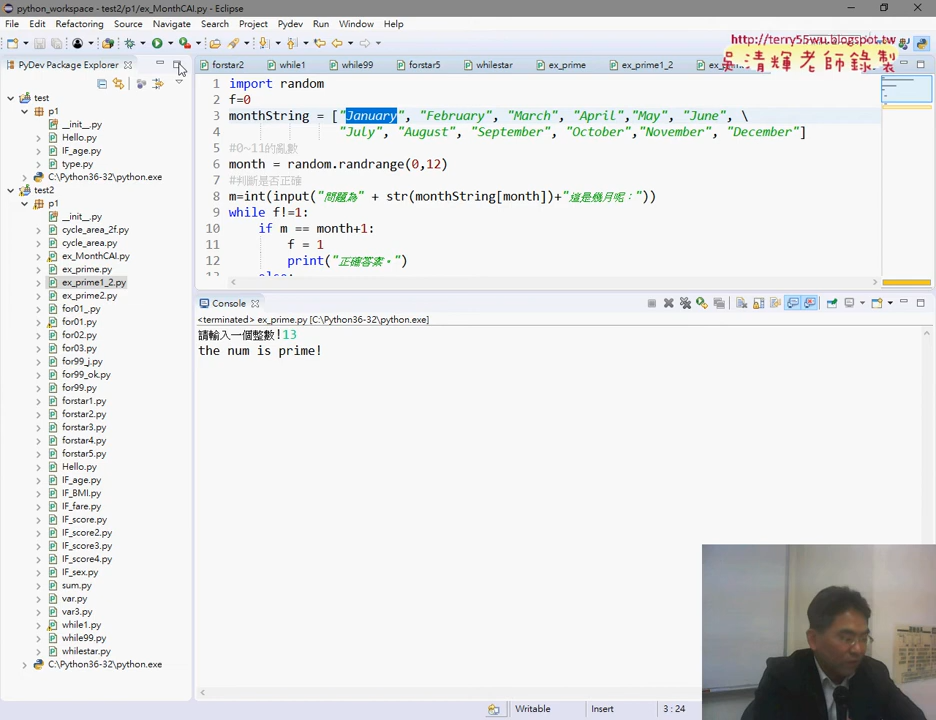 python_workspace - test2/p1/ex_MonthCAI.py - Eclipse
File Edit Refactoring Source Navigate Search Project Pydev Run Window Help
http://terry55wu.blogspot.tw
吳清輝老師錄製
PyDev Package Explorer
forstar2 while1 while99 forstar5 whilestar ex_prime ex_prime1_2
test
p1
__init__.py
Hello.py
IF_age.py
type.py
C:\Python36-32\python.exe
test2
p1
__init__.py
cycle_area_2f.py
cycle_area.py
ex_MonthCAI.py
ex_prime.py
ex_prime1_2.py
ex_prime2.py
for01_.py
for01.py
for02.py
for03.py
for99_j.py
for99_ok.py
for99.py
forstar1.py
forstar2.py
forstar3.py
forstar4.py
forstar5.py
Hello.py
IF_age.py
IF_BMI.py
IF_fare.py
IF_score.py
IF_score2.py
IF_score3.py
IF_score4.py
IF_sex.py
sum.py
var.py
var3.py
while1.py
while99.py
whilestar.py
C:\Python36-32\python.exe
1 import random
2 f=0
3 monthString = ["January", "February", "March", "April","May", "June", \
4 "July", "August", "September", "October","November", "December"]
5 #0~11的亂數
6 month = random.randrange(0,12)
7 #判斷是否正確
8 m=int(input("問題為" + str(monthString[month])+"這是幾月呢：")) 
9 while f!=1:
10 if m == month+1:
11 f = 1
12 print("正確答案。")
Console
<terminated> ex_prime.py [C:\Python36-32\python.exe]
請輸入一個整數!13
the num is prime!
Writable Insert 3 : 24